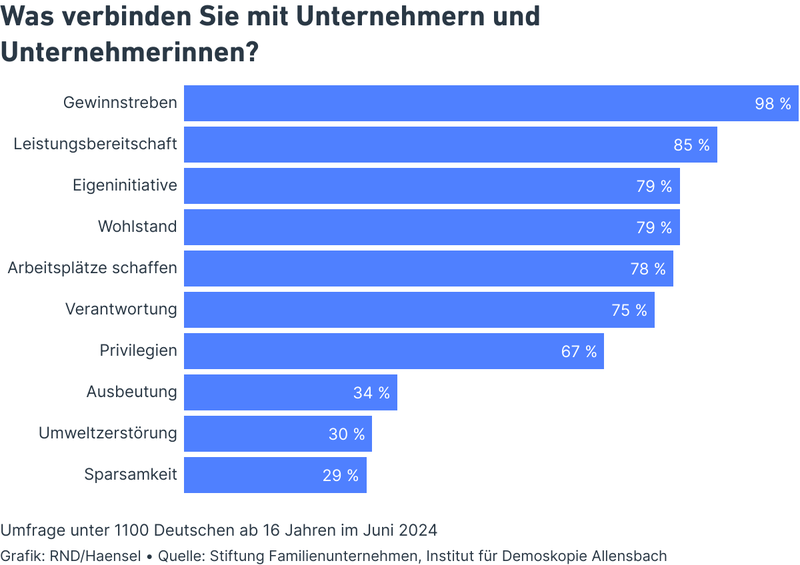 Was verbinden Sie mit Unternehmern und
Unternehmerinnen?
Gewinnstreben 98 %
Leistungsbereitschaft 85 %
Eigeninitiative 79 %
Wohlstand 79 %
Arbeitsplätze schaffen 78 %
Verantwortung 75 %
Privilegien 67 %
Ausbeutung 34 %
Umweltzerstörung 30 %
Sparsamkeit 29 %
Umfrage unter 1100 Deutschen ab 16 Jahren im Juni 2024
Grafik: RND/Haensel • Quelle: Stiftung Familienunternehmen, Institut für Demoskopie Allensbach